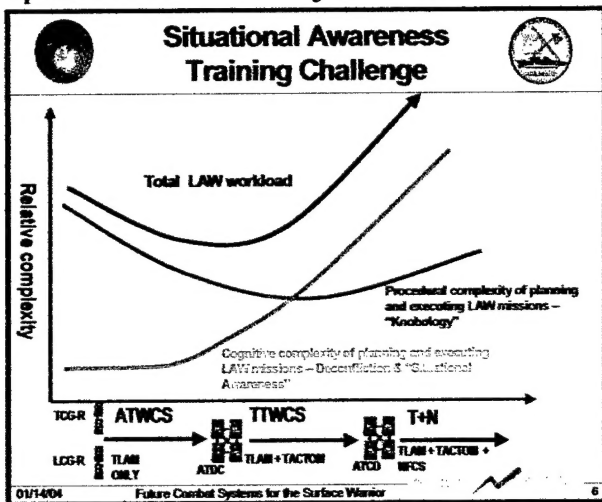 Situational Awareness
Training Challenge
Relative complexity
Total LAW workload
Procedural complexity of planning
and executing LAW missions –
"Knobology"
Cognitive complexity of planning and executing
LAW missions – Deconfliction & "Situational
Awareness"
TCG-R
ATWCS
TTWCS
T+N
LCG-R
TLAM
ONLY
ATDC
TLAM + TACTOM
ATCD
TLAM + TACTOM +
NFCS
01/14/04
Future Combat Systems for the Surface Warrior
6